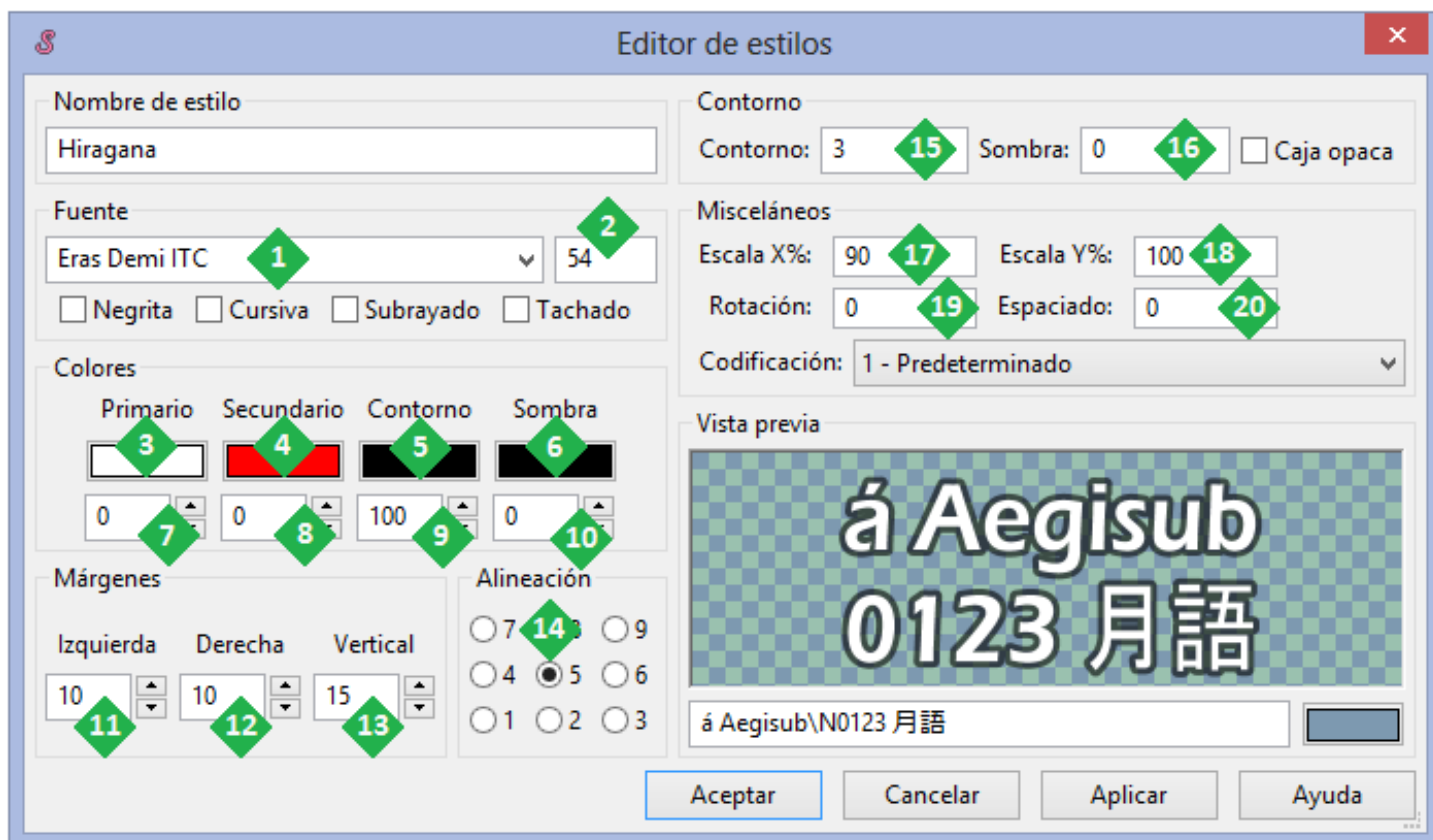 Editor de estilos
Nombre de estilo
Hiragana
Fuente
Eras Demi ITC 1 54 2
Negrita Cursiva Subrayado Tachado
Colores
Primario Secundario Contorno Sombra
3 4 5 6
0 7 0 8 100 9 0 10
Márgenes
Izquierda Derecha Vertical
10 11 10 12 15 13
Alineación
7 14 9
4 5 6
1 2 3
Contorno
Contorno: 3 15 Sombra: 0 16 Caja opaca
Misceláneos
Escala X%: 90 17 Escala Y%: 100 18
Rotación: 0 19 Espaciado: 0 20
Codificación: 1 - Predeterminado
Vista previa
á Aegisub
0123 月語
á Aegisub\N0123 月語
Aceptar Cancelar Aplicar Ayuda